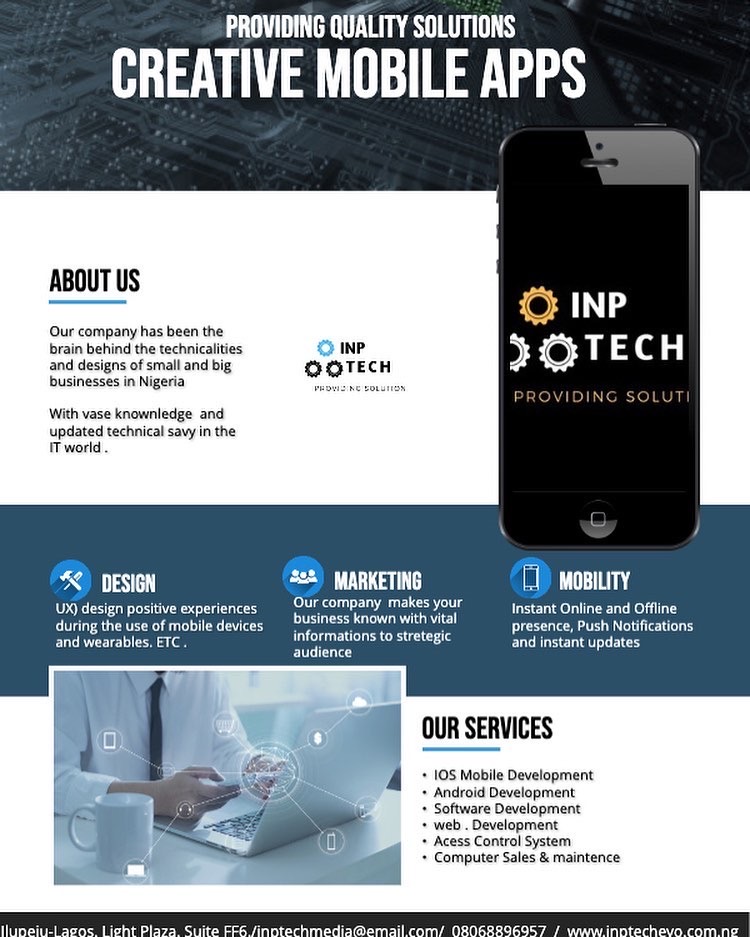 PROVIDING QUALITY SOLUTIONS
CREATIVE MOBILE APPS
ABOUT US
Our company has been the
brain behind the technicalities
and designs of small and big
businesses in Nigeria
With vase knownledge and
updated technical savy in the
IT world .
INP
TECH
PROVIDING SOLUTION
INP
TECH
PROVIDING SOLUTI
DESIGN
UX) design positive experiences
during the use of mobile devices
and wearables. ETC .
MARKETING
Our company makes your
business known with vital
informations to stretegic
audience
MOBILITY
Instant Online and Offline
presence, Push Notifications
and instant updates
OUR SERVICES
• IOS Mobile Development
• Android Development
• Software Development
• web . Development
• Acess Control System
• Computer Sales & maintence
Ilupeju-Lagos. Light Plaza. Suite FF6./inptechmedia@email.com/ 08068896957 / www.inptechevo.com.ng